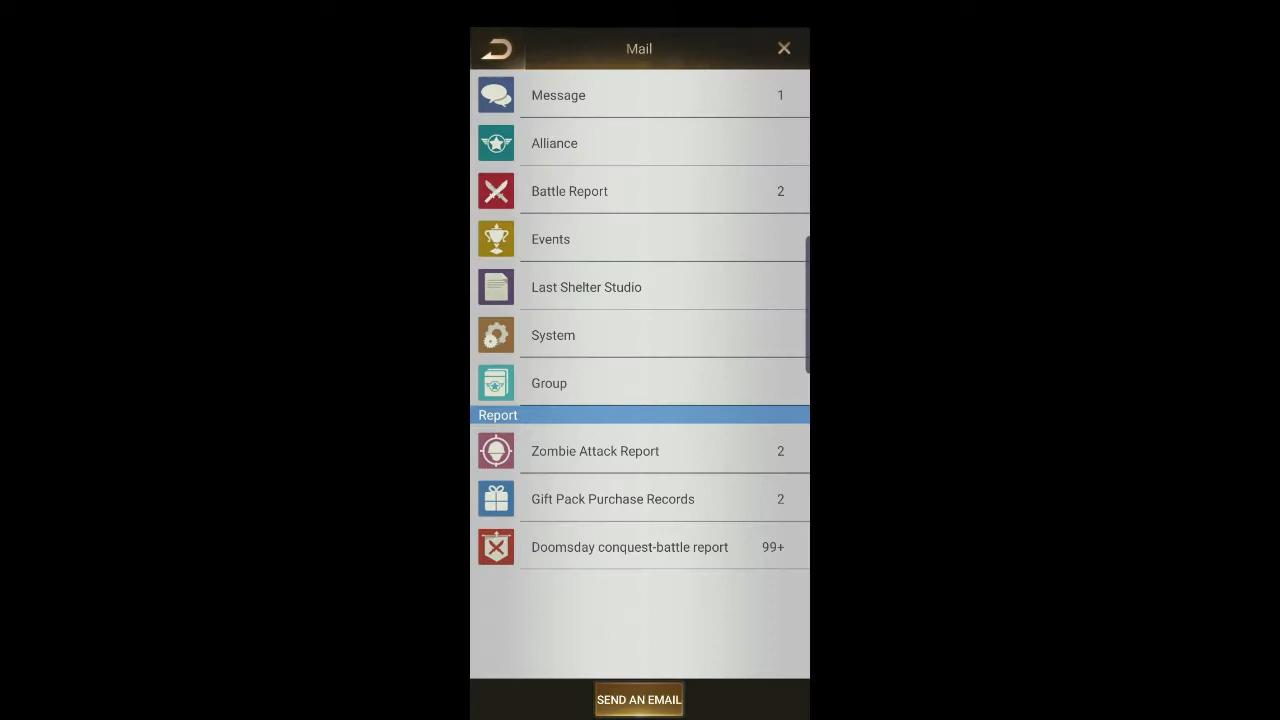 Mail
Message 1
Alliance
Battle Report 2
Events
Last Shelter Studio
System
Group
Report
Zombie Attack Report 2
Gift Pack Purchase Records 2
Doomsday conquest-battle report 99+
SEND AN EMAIL